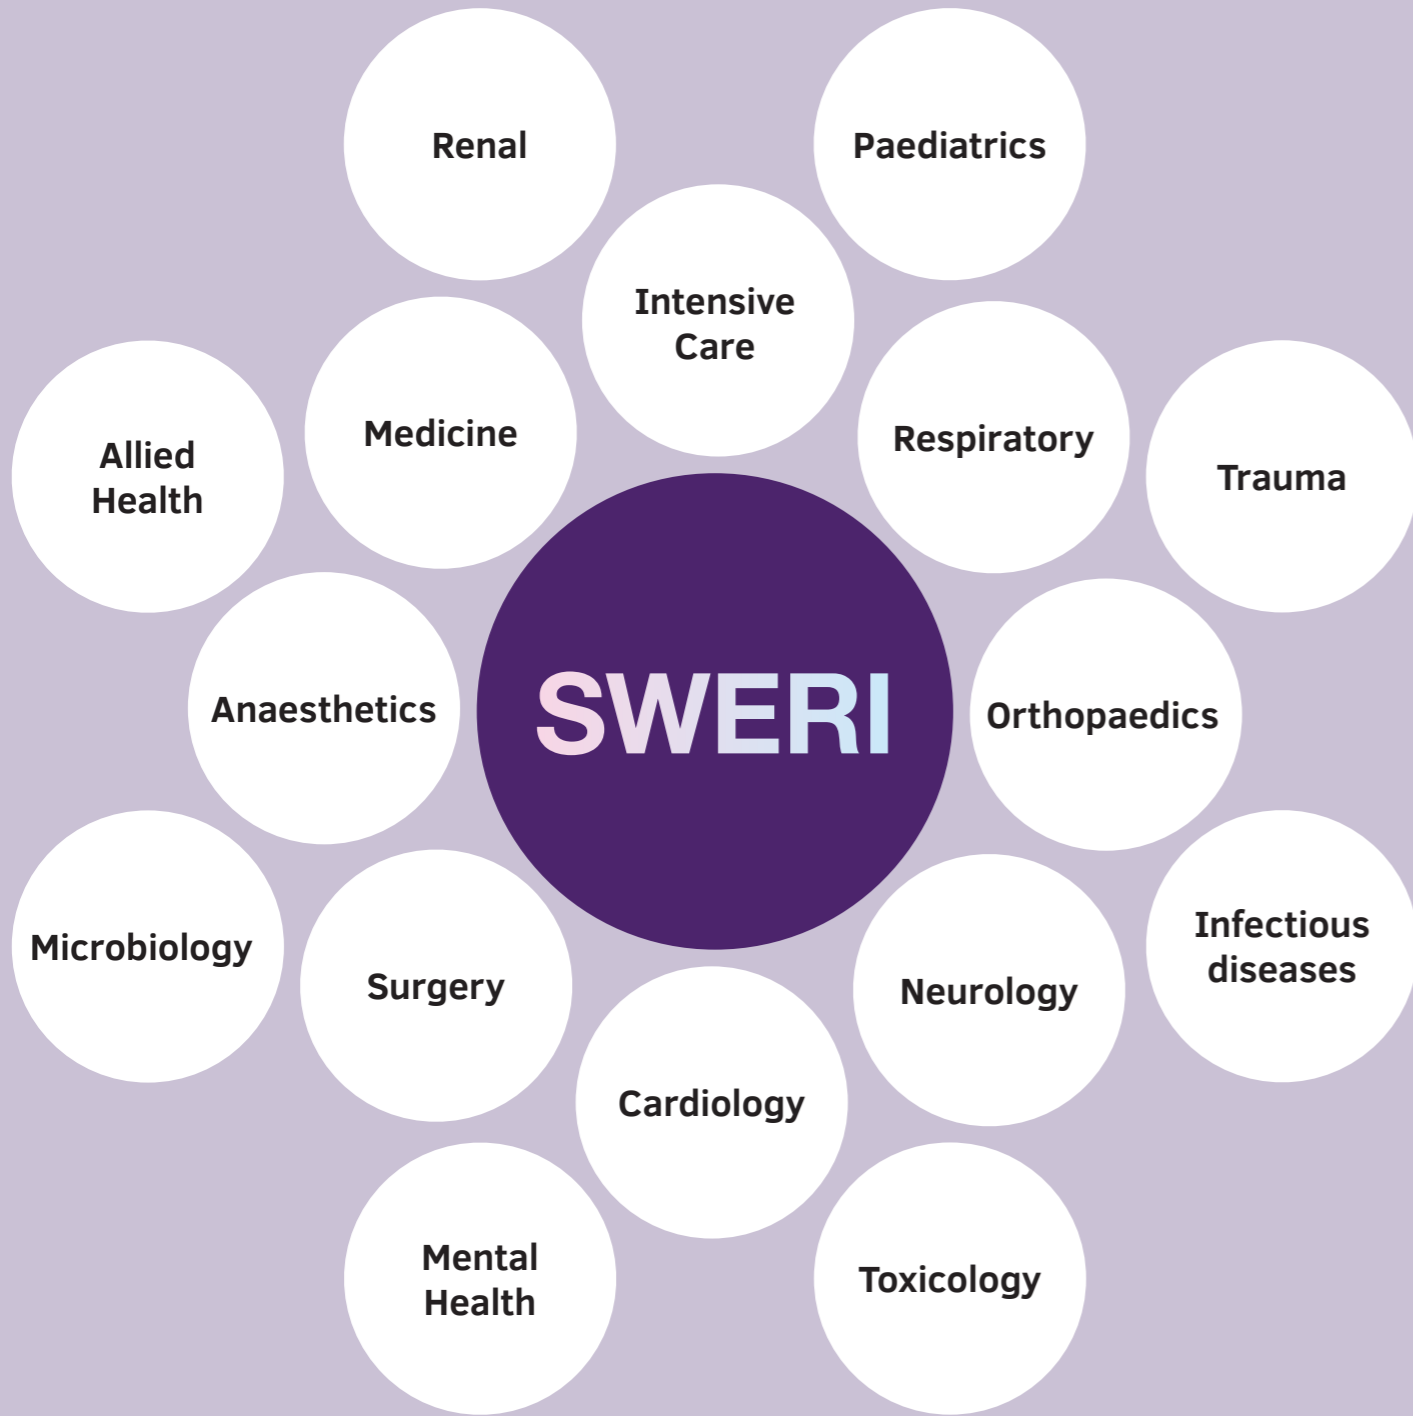 Renal
Paediatrics
Intensive
Care
Medicine
Respiratory
Allied
Health
Trauma
Anaesthetics
SWERI
Orthopaedics
Microbiology
Surgery
Neurology
Infectious
diseases
Cardiology
Mental
Health
Toxicology